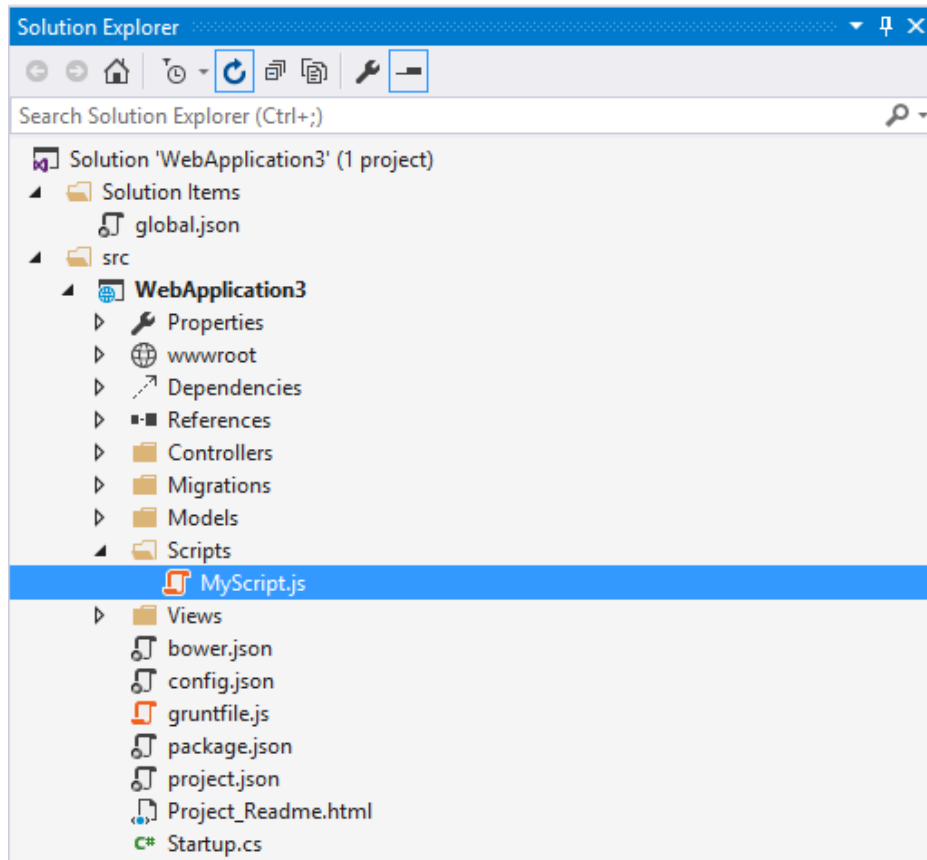 Solution Explorer
Search Solution Explorer (Ctrl+;)
Solution 'WebApplication3' (1 project)
Solution Items
global.json
src
WebApplication3
Properties
wwwroot
Dependencies
References
Controllers
Migrations
Models
Scripts
MyScript.js
Views
bower.json
config.json
gruntfile.js
package.json
project.json
Project_Readme.html
C# Startup.cs